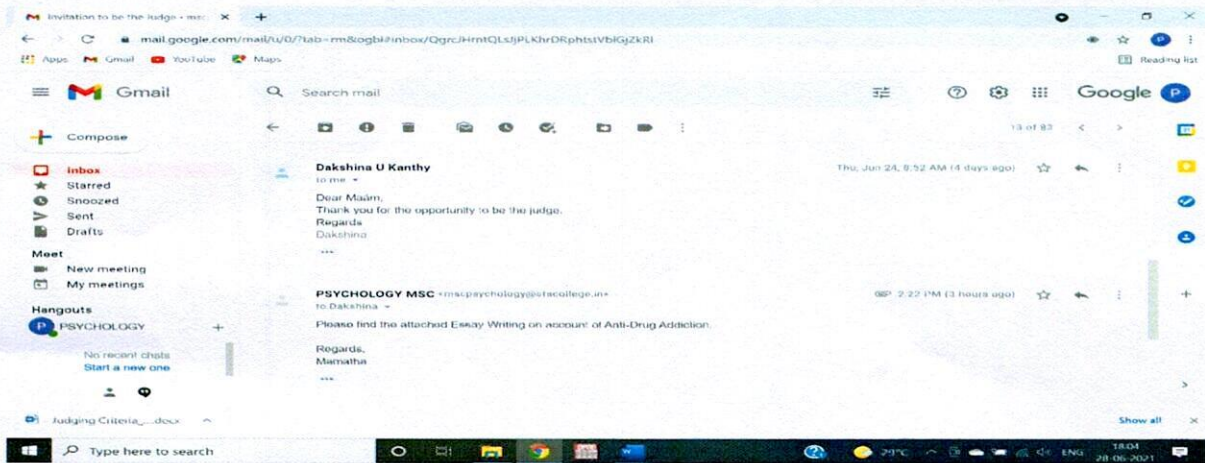 Invitation to be the Judge - msc
mail.google.com/mail/u/0/?tab=rm&ogbl#inbox/
Apps Gmail YouTube Maps Reading list
Gmail Search mail Google P
Compose 13 of 83
Inbox
Starred
Snoozed
Sent
Drafts
Meet
New meeting
My meetings
Hangouts
P PSYCHOLOGY +
No recent chats
Start a new one
Dakshina U Kanthy Thu, Jun 24, 8:52 AM (4 days ago)
to me
Dear Maám,
Thank you for the opportunity to be the judge.
Regards
Dakshina
PSYCHOLOGY MSC 2:22 PM (3 hours ago)
to Dakshina
Please find the attached Essay Writing on account of Anti-Drug Addiction.
Regards,
Mamatha
Judging Criteria_....docx Show all
Type here to search 29°C ENG 18:04
28-06-2021